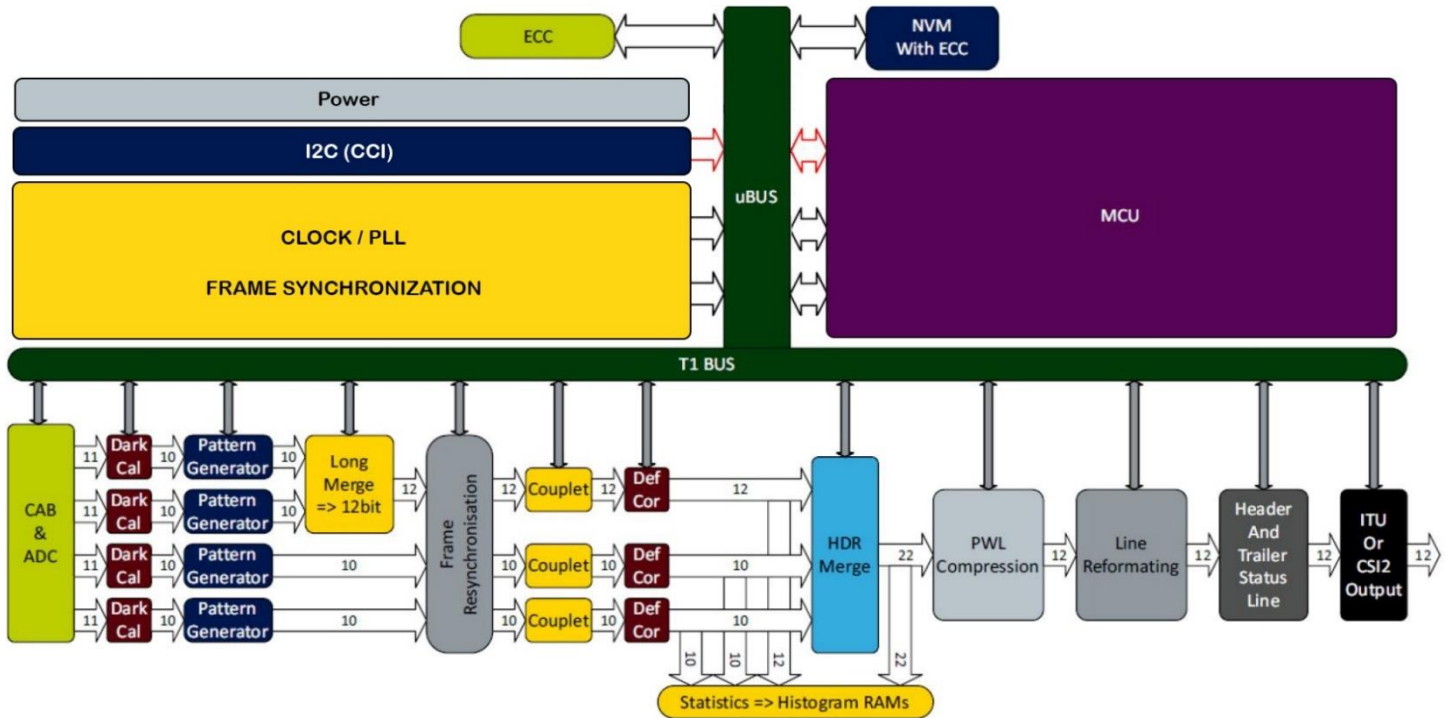 ECC
NVM
With ECC
Power
I2C (CCI)
uBUS
MCU
CLOCK / PLL
FRAME SYNCHRONIZATION
T1 BUS
CAB
&
ADC
11
Dark
Cal
10
Pattern
Generator
10
11
Dark
Cal
10
Pattern
Generator
10
Long
Merge
=> 12bit
12
11
Dark
Cal
10
Pattern
Generator
10
11
Dark
Cal
10
Pattern
Generator
10
Frame
Resynchronisation
12
Couplet
12
Def
Cor
12
10
Couplet
10
Def
Cor
10
10
Couplet
10
Def
Cor
10
10
10
12
HDR
Merge
22
22
PWL
Compression
12
Line
Reformating
12
Header
And
Trailer
Status
Line
12
ITU
Or
CSI2
Output
12
Statistics => Histogram RAMs